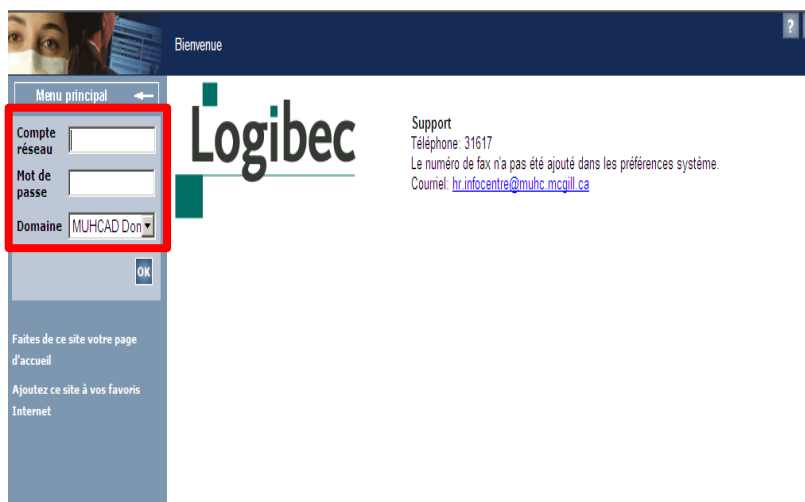 ?
Bienvenue
Menu principal
Compte
réseau
Mot de
passe
Domaine
MUHCAD Don
OK
Faites de ce site votre page
d'accueil
Ajoutez ce site à vos favoris
Internet
Logibec
Support
Téléphone: 31617
Le numéro de fax n'a pas été ajouté dans les préférences système.
Courriel: hr.infocentre@muhc.mcgill.ca